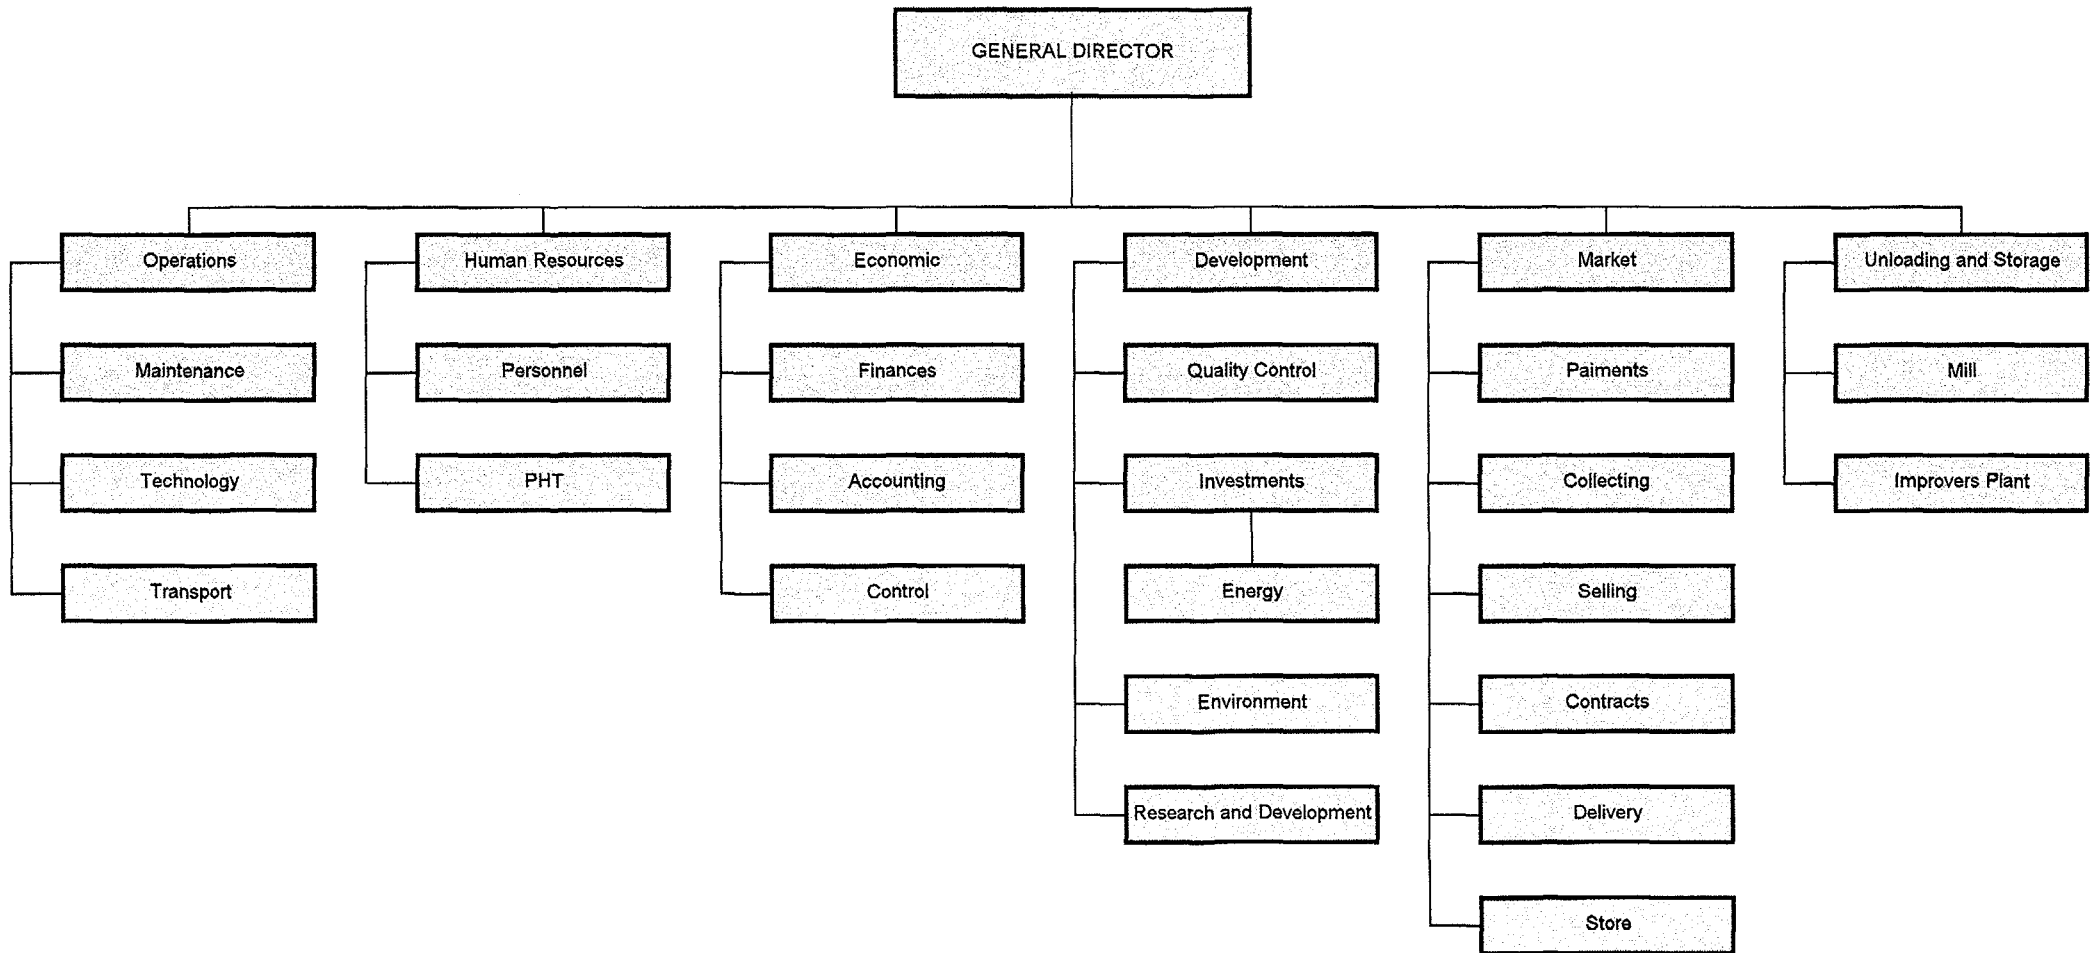 GENERAL DIRECTOR
Operations
Human Resources
Economic
Development
Market
Unloading and Storage
Maintenance
Personnel
Finances
Quality Control
Paiments
Mill
Technology
PHT
Accounting
Investments
Collecting
Improvers Plant
Transport
Control
Energy
Selling
Environment
Contracts
Research and Development
Delivery
Store